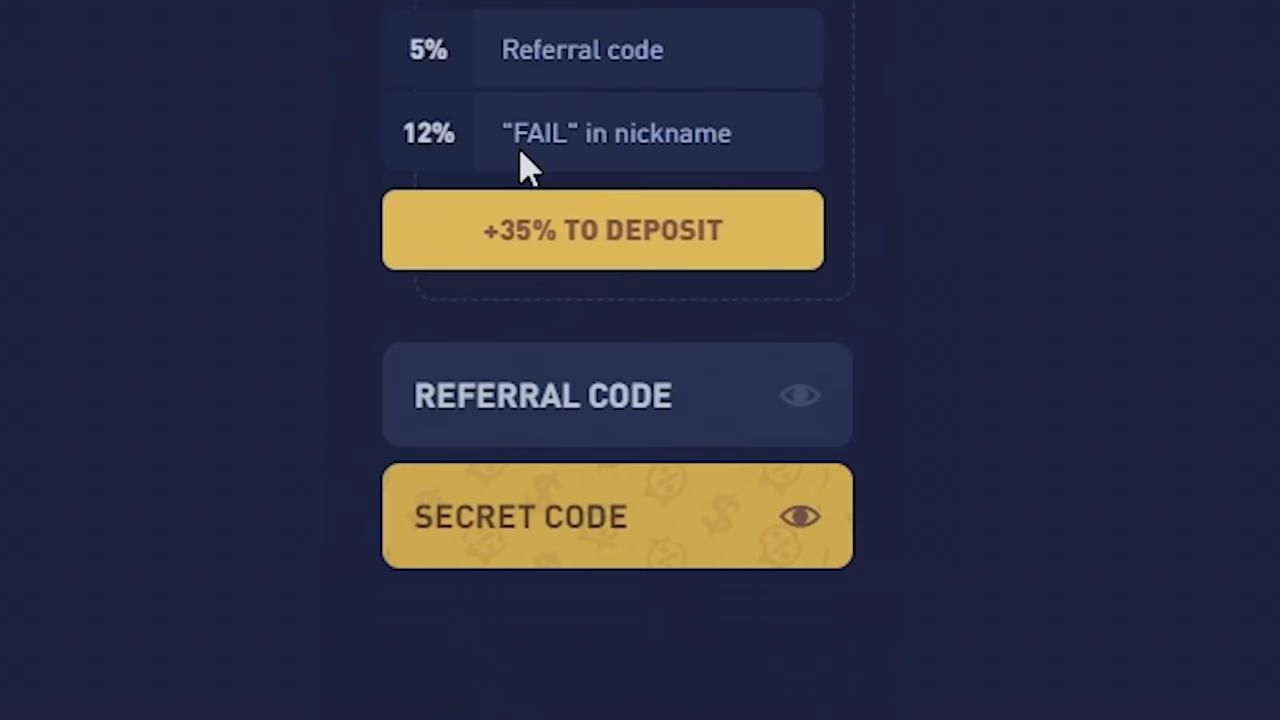 5% Referral code
12% "FAIL" in nickname
+35% TO DEPOSIT
REFERRAL CODE
SECRET CODE